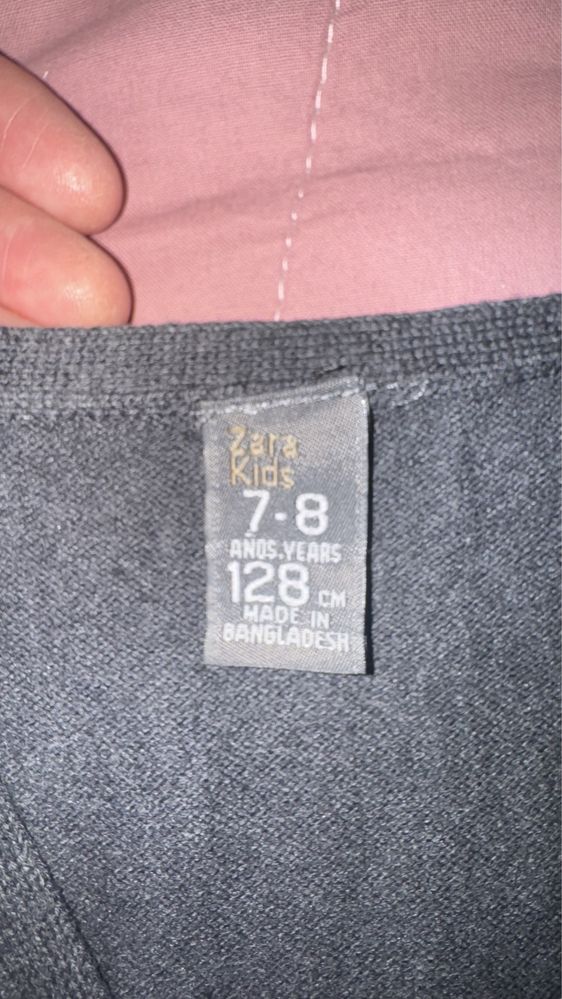 Zara
Kids
7-8
AÑOS.YEARS
128 CM
MADE IN
BANGLADESH